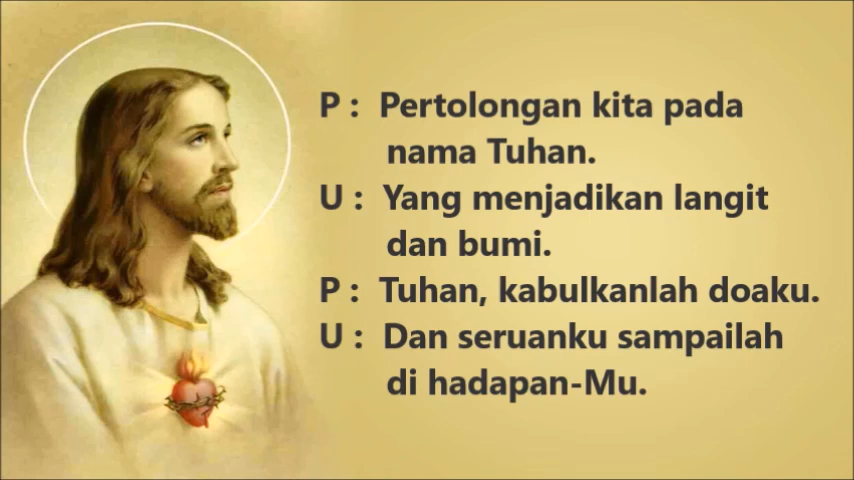 P : Pertolongan kita pada
nama Tuhan.
U : Yang menjadikan langit
dan bumi.
P : Tuhan, kabulkanlah doaku.
U : Dan seruanku sampailah
di hadapan-Mu.